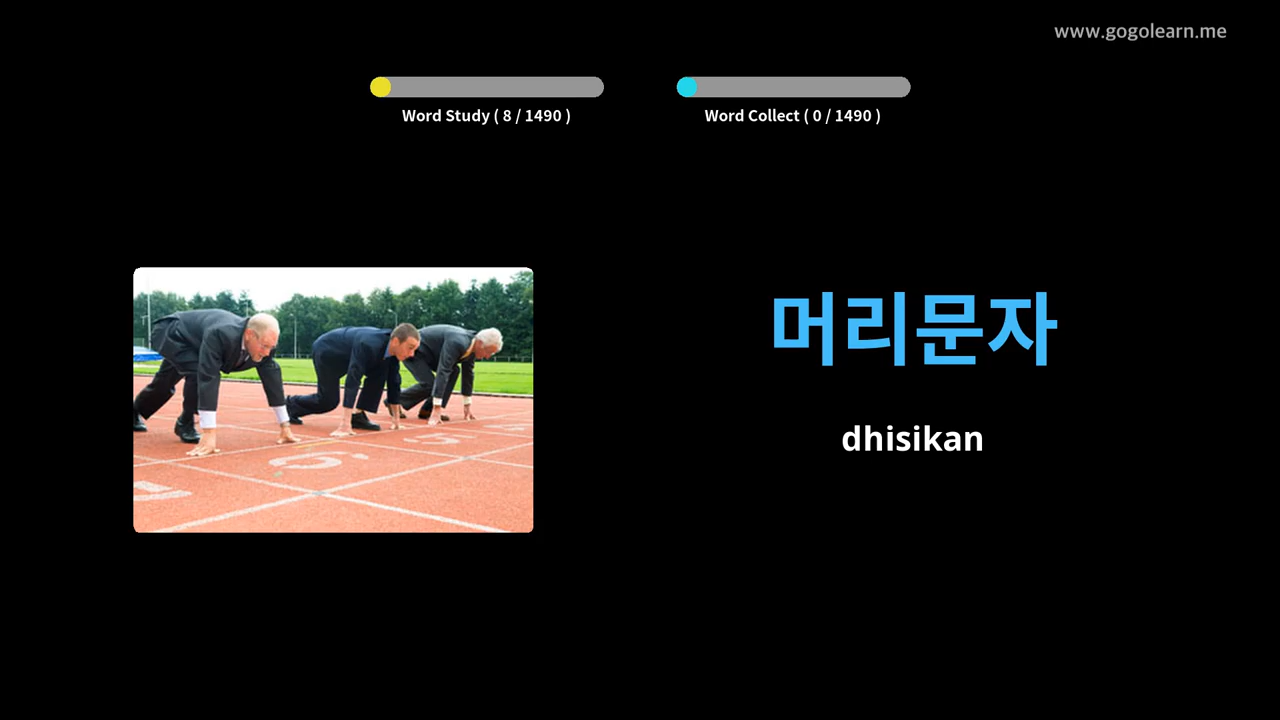 www.gogolearn.me
Word Study ( 8 / 1490 )
Word Collect ( 0 / 1490 )
머리문자
dhisikan